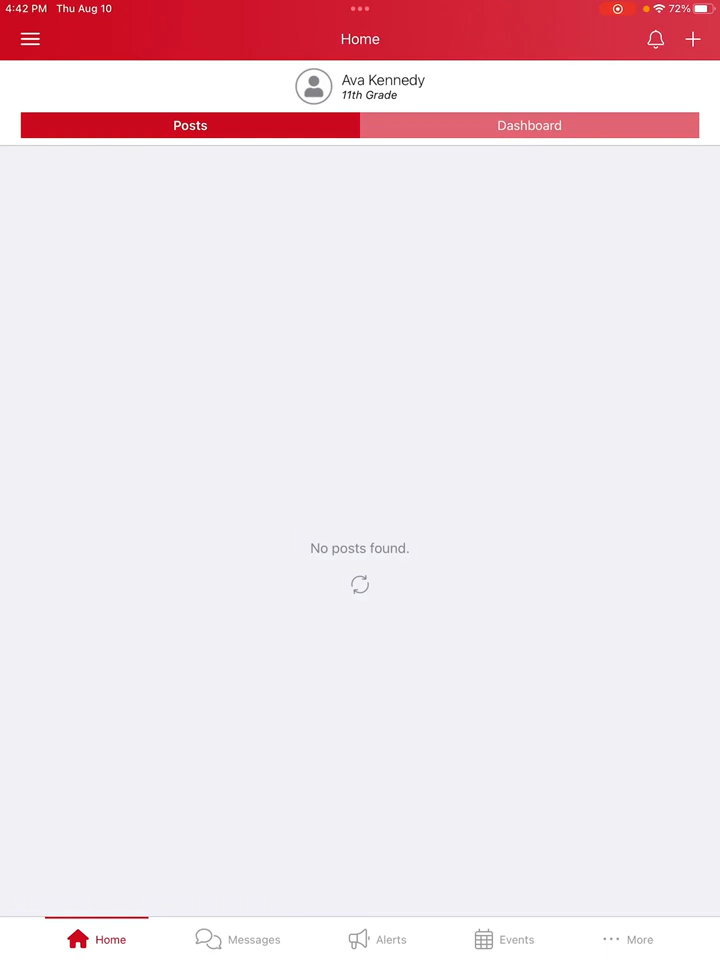 4:42 PM Thu Aug 10
72%
Home
Ava Kennedy
11th Grade
Posts
Dashboard
No posts found.
Home
Messages
Alerts
Events
More